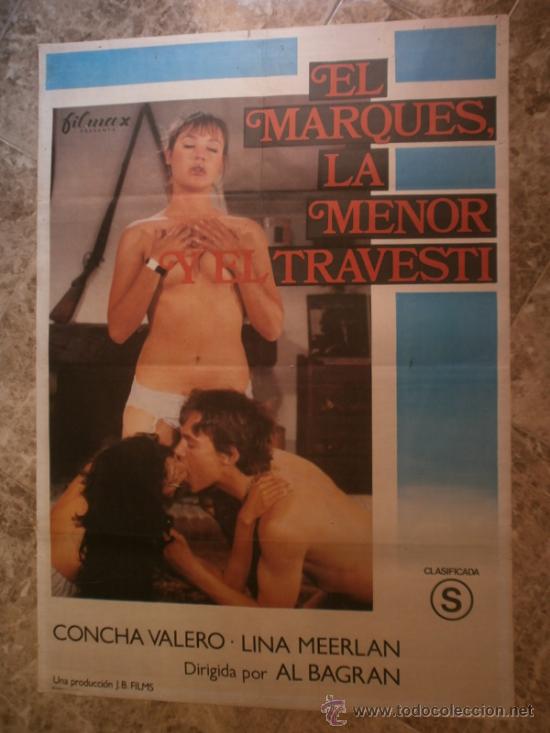 filmax
PRESENTA
EL
MARQUES,
LA
MENOR
Y EL TRAVESTI
CLASIFICADA
S
CONCHA VALERO · LINA MEERLAN
Dirigida por AL BAGRAN
Una producción J.B. FILMS
© www.todocoleccion.net
todocoleccion